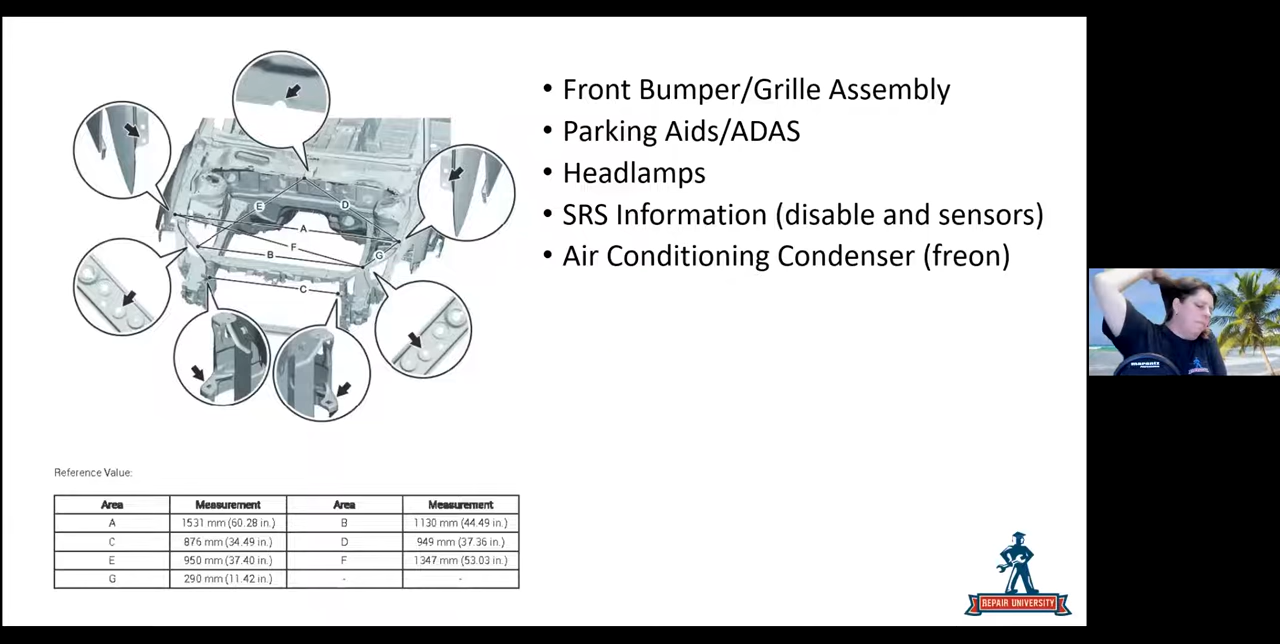 • Front Bumper/Grille Assembly
• Parking Aids/ADAS
• Headlamps
• SRS Information (disable and sensors)
• Air Conditioning Condenser (freon)
E
D
A
F
G
B
C
Reference Value:
Area Measurement Area Measurement
A 1531 mm (60.28 in.) B 1130 mm (44.49 in.)
C 876 mm (34.49 in.) D 949 mm (37.36 in.)
E 950 mm (37.40 in.) F 1347 mm (53.03 in.)
G 290 mm (11.42 in.) - -
REPAIR UNIVERSITY
marantz